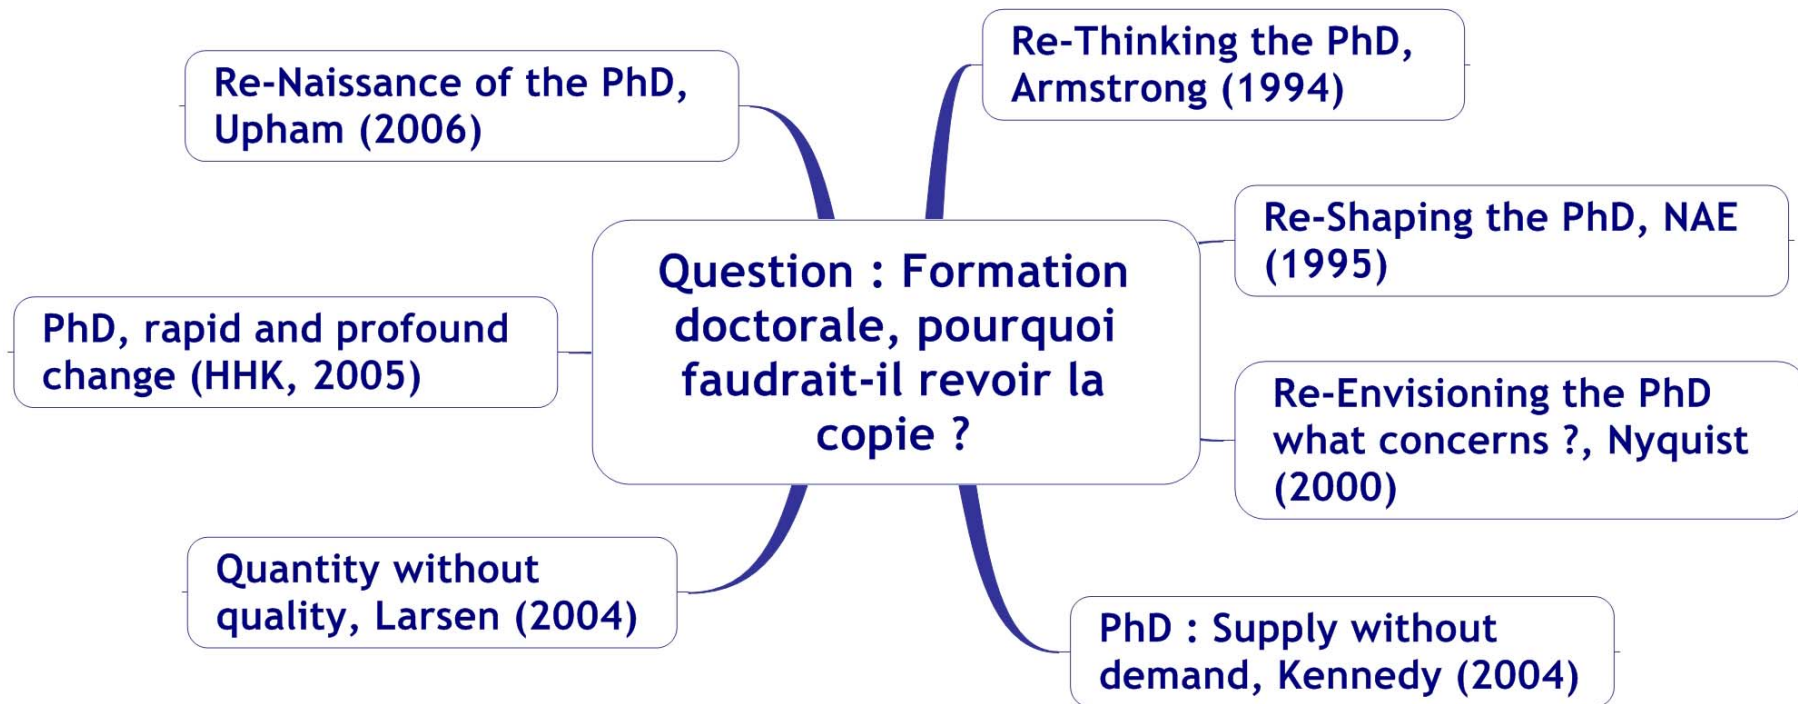 Re-Thinking the PhD,
Armstrong (1994)
Re-Naissance of the PhD,
Upham (2006)
Re-Shaping the PhD, NAE
(1995)
Question : Formation
doctorale, pourquoi
faudrait-il revoir la
copie ?
PhD, rapid and profound
change (HHK, 2005)
Re-Envisioning the PhD
what concerns ?, Nyquist
(2000)
Quantity without
quality, Larsen (2004)
PhD : Supply without
demand, Kennedy (2004)